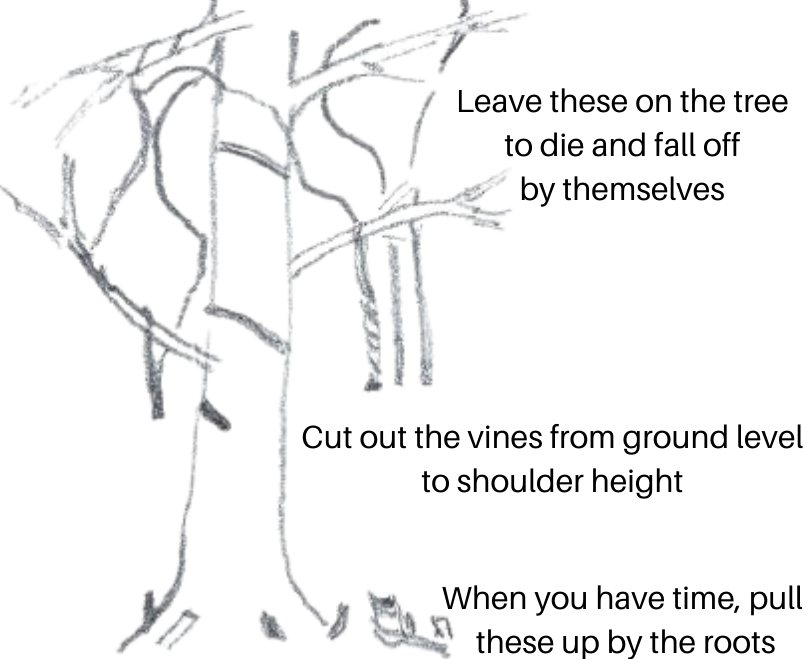 Leave these on the tree
to die and fall off
by themselves
Cut out the vines from ground level
to shoulder height
When you have time, pull
these up by the roots